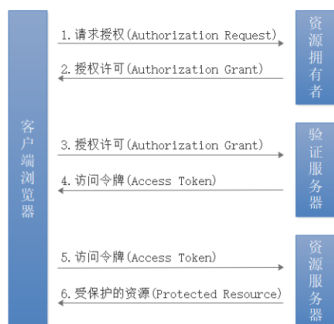 客户端浏览器
1.请求授权(Authorization Request)
2.授权许可(Authorization Grant)
资源拥有者
3.授权许可(Authorization Grant)
4.访问令牌(Access Token)
验证服务器
5.访问令牌(Access Token)
6.受保护的资源(Protected Resource)
资源服务器